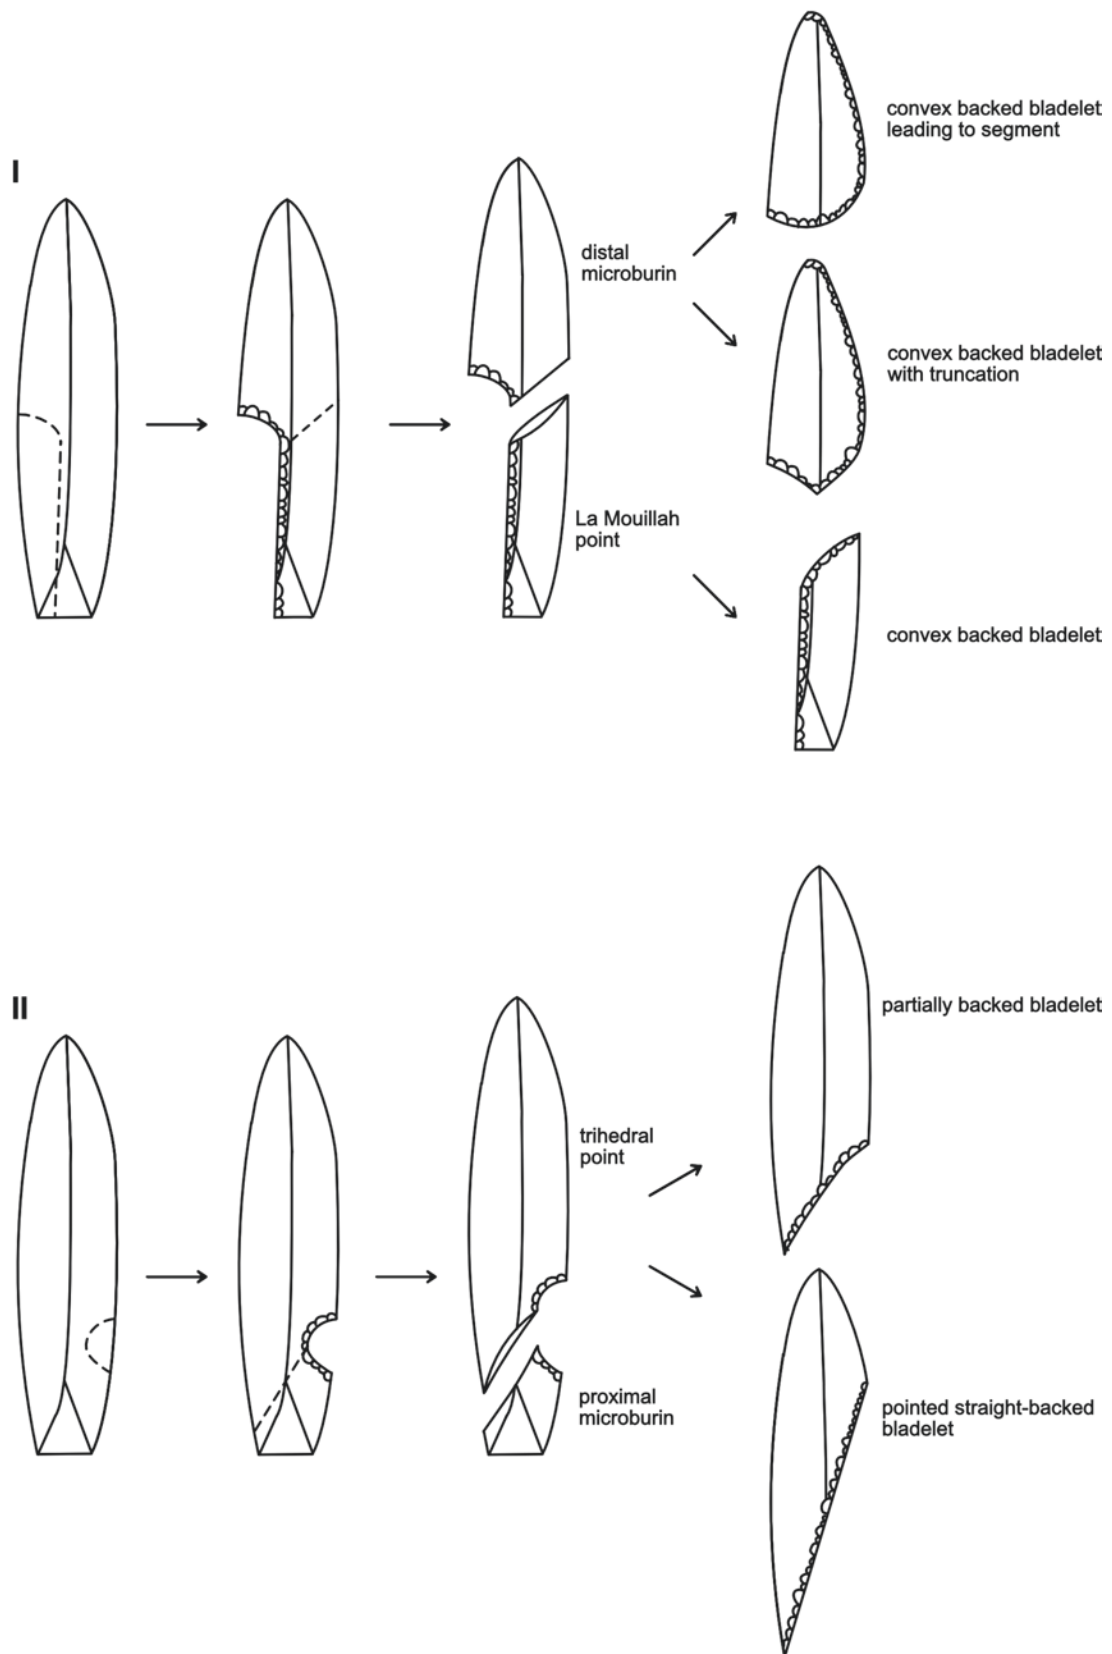 I
convex backed bladelet
leading to segment
distal
microburin
convex backed bladelet
with truncation
La Mouillah
point
convex backed bladelet
II
partially backed bladelet
trihedral
point
proximal
microburin
pointed straight-backed
bladelet